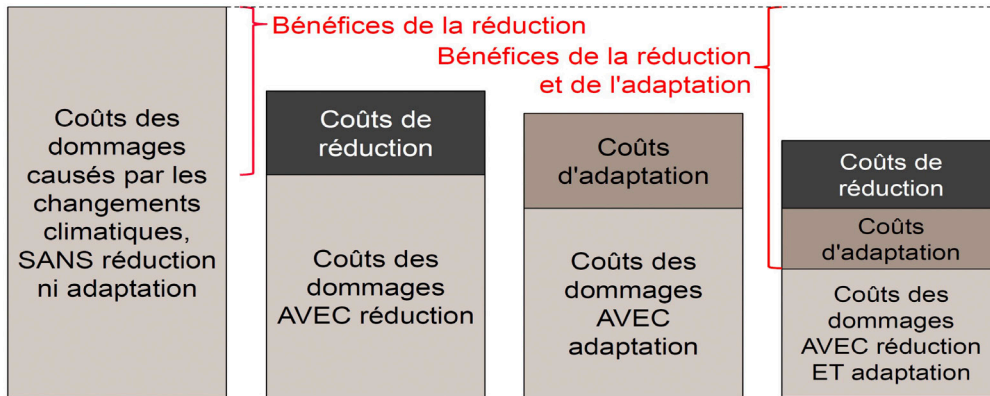 Bénéfices de la réduction
Bénéfices de la réduction
et de l'adaptation
Coûts des
dommages
causés par les
changements
climatiques,
SANS réduction
ni adaptation
Coûts de
réduction
Coûts des
dommages
AVEC réduction
Coûts
d'adaptation
Coûts des
dommages
AVEC
adaptation
Coûts de
réduction
Coûts
d'adaptation
Coûts des
dommages
AVEC réduction
ET adaptation